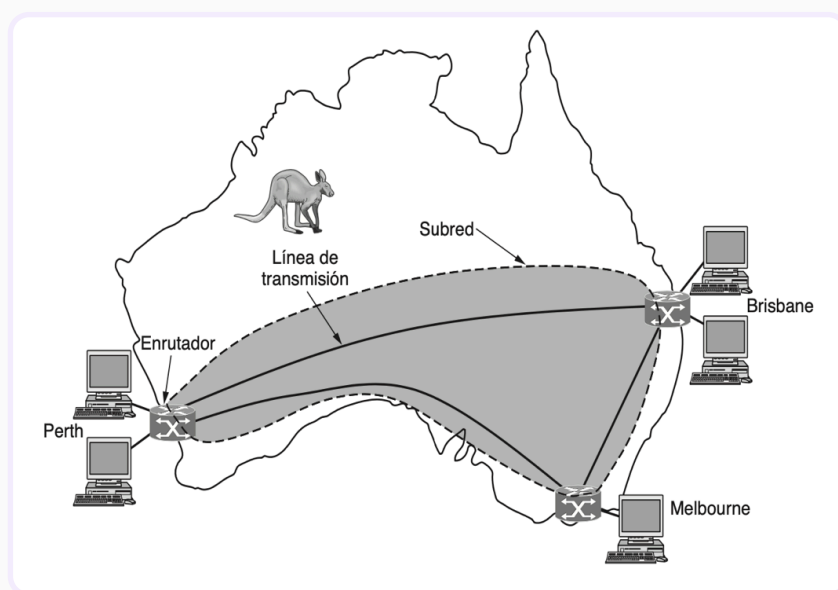 Subred
Línea de
transmisión
Enrutador
Brisbane
Perth
Melbourne